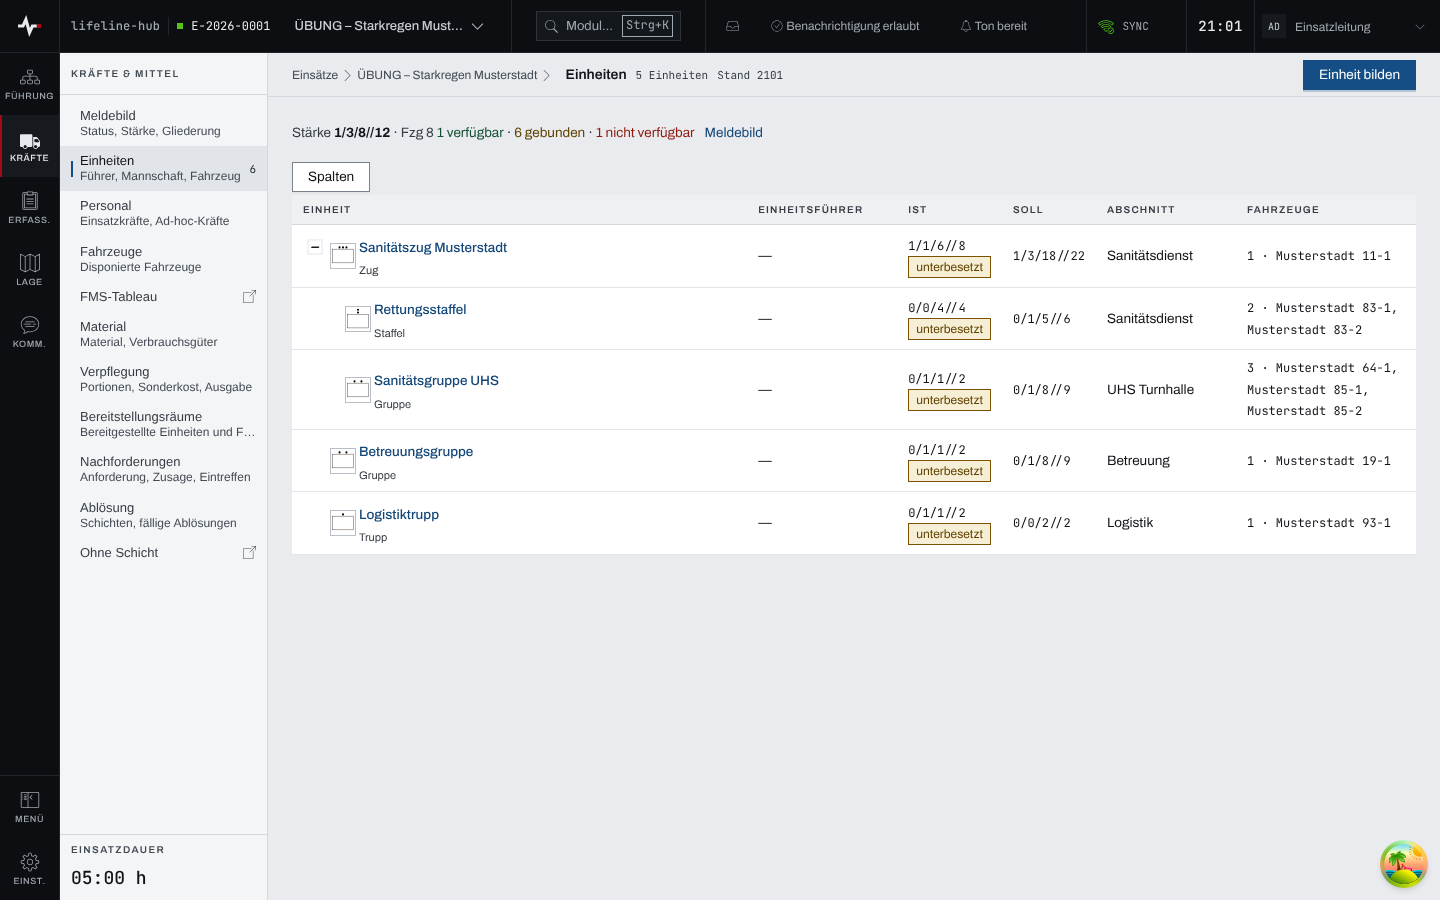 lifeline-hub
E-2026-0001
ÜBUNG – Starkregen Must…
Modul…
Strg+K
Benachrichtigung erlaubt
Ton bereit
SYNC
21:01
AD
Einsatzleitung
FÜHRUNG
KRÄFTE
ERFASS.
LAGE
KOMM.
MENÜ
EINST.
KRÄFTE & MITTEL
Meldebild
Status, Stärke, Gliederung
Einheiten
Führer, Mannschaft, Fahrzeug
6
Personal
Einsatzkräfte, Ad-hoc-Kräfte
Fahrzeuge
Disponierte Fahrzeuge
FMS-Tableau
Material
Material, Verbrauchsgüter
Verpflegung
Portionen, Sonderkost, Ausgabe
Bereitstellungsräume
Bereitgestellte Einheiten und F…
Nachforderungen
Anforderung, Zusage, Eintreffen
Ablösung
Schichten, fällige Ablösungen
Ohne Schicht
EINSATZDAUER
05:00 h
Einsätze
ÜBUNG – Starkregen Musterstadt
Einheiten
5 Einheiten Stand 2101
Einheit bilden
Stärke 1/3/8//12 · Fzg 8 1 verfügbar · 6 gebunden · 1 nicht verfügbar Meldebild
Spalten
EINHEIT EINHEITSFÜHRER IST SOLL ABSCHNITT FAHRZEUGE
Sanitätszug Musterstadt
Zug
—
1/1/6//8
unterbesetzt
1/3/18//22
Sanitätsdienst
1 · Musterstadt 11-1
Rettungsstaffel
Staffel
—
0/0/4//4
unterbesetzt
0/1/5//6
Sanitätsdienst
2 · Musterstadt 83-1,
Musterstadt 83-2
Sanitätsgruppe UHS
Gruppe
—
0/1/1//2
unterbesetzt
0/1/8//9
UHS Turnhalle
3 · Musterstadt 64-1,
Musterstadt 85-1,
Musterstadt 85-2
Betreuungsgruppe
Gruppe
—
0/1/1//2
unterbesetzt
0/1/8//9
Betreuung
1 · Musterstadt 19-1
Logistiktrupp
Trupp
—
0/1/1//2
unterbesetzt
0/0/2//2
Logistik
1 · Musterstadt 93-1